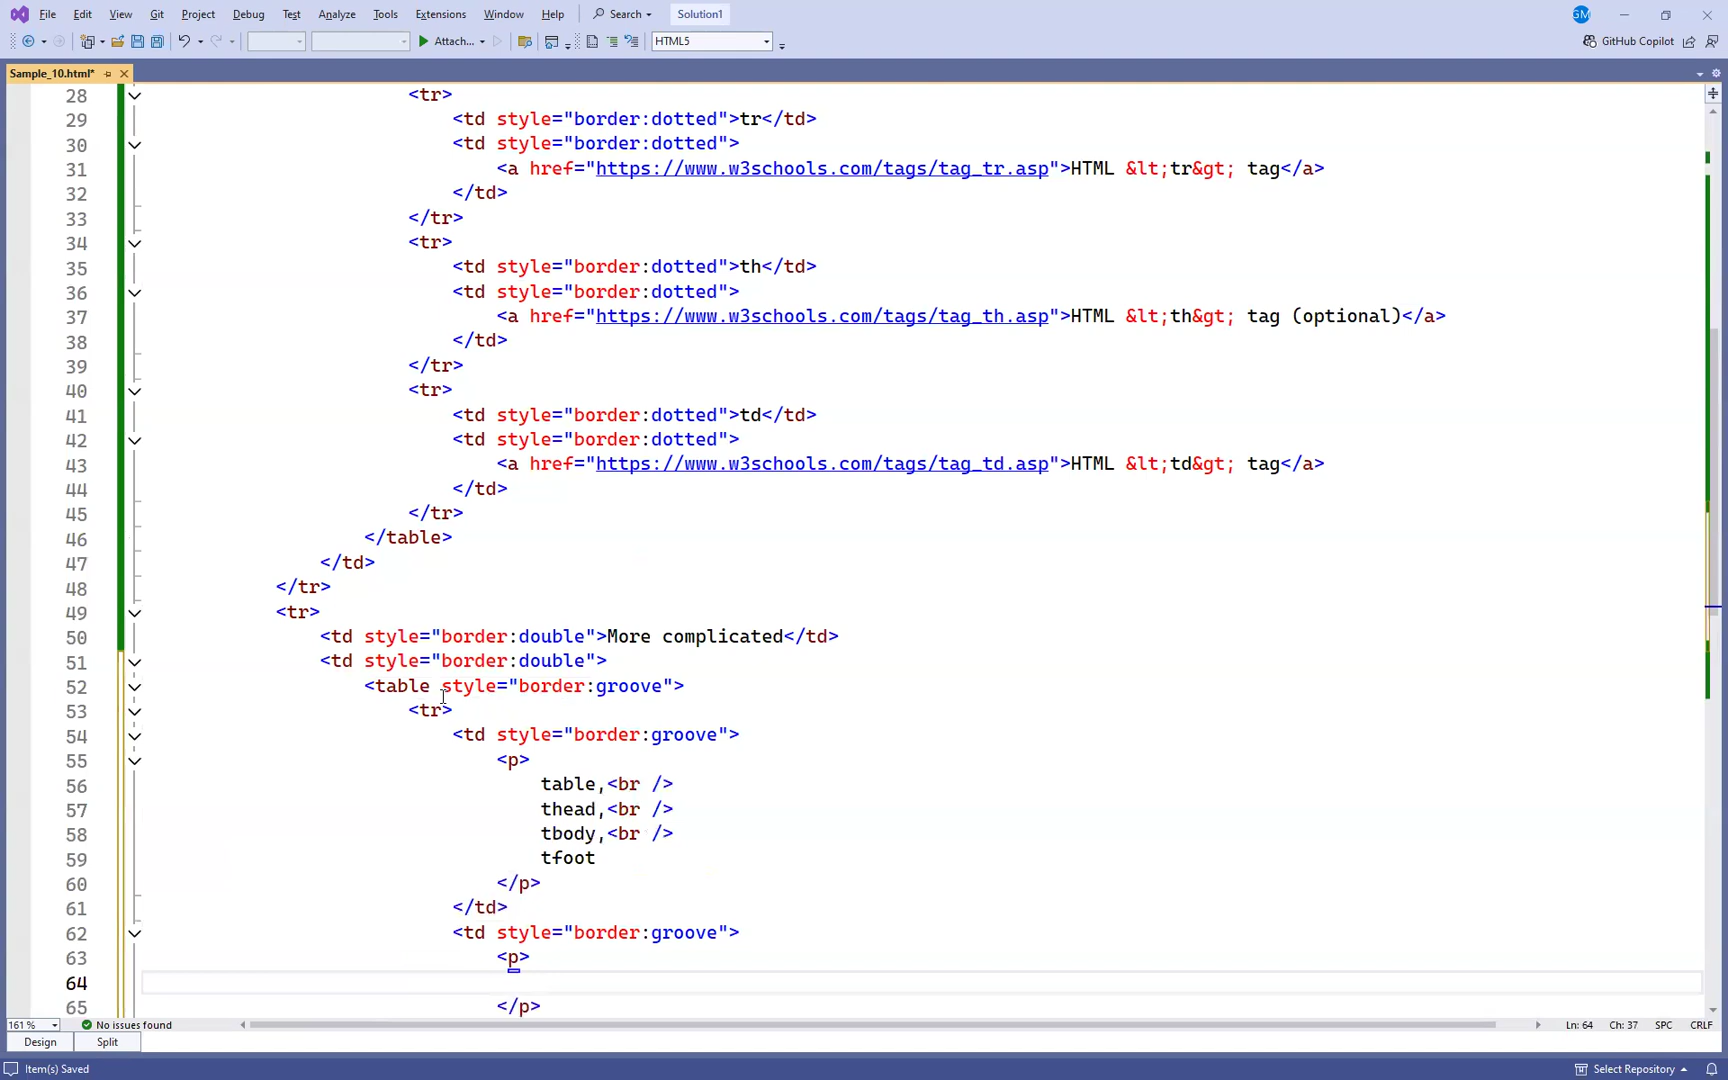 File Edit View Git Project Debug Test Analyze Tools Extensions Window Help Search Solution1 GM
Attach... HTML5 GitHub Copilot
Sample_10.html*
28 <tr>
29 <td style="border:dotted">tr</td>
30 <td style="border:dotted">
31 <a href="https://www.w3schools.com/tags/tag_tr.asp">HTML &lt;tr&gt; tag</a>
32 </td>
33 </tr>
34 <tr>
35 <td style="border:dotted">th</td>
36 <td style="border:dotted">
37 <a href="https://www.w3schools.com/tags/tag_th.asp">HTML &lt;th&gt; tag (optional)</a>
38 </td>
39 </tr>
40 <tr>
41 <td style="border:dotted">td</td>
42 <td style="border:dotted">
43 <a href="https://www.w3schools.com/tags/tag_td.asp">HTML &lt;td&gt; tag</a>
44 </td>
45 </tr>
46 </table>
47 </td>
48 </tr>
49 <tr>
50 <td style="border:double">More complicated</td>
51 <td style="border:double">
52 <table style="border:groove">
53 <tr>
54 <td style="border:groove">
55 <p>
56 table,<br />
57 thead,<br />
58 tbody,<br />
59 tfoot
60 </p>
61 </td>
62 <td style="border:groove">
63 <p>
64
65 </p>
161 % No issues found Ln: 64 Ch: 37 SPC CRLF
Design Split
Item(s) Saved Select Repository